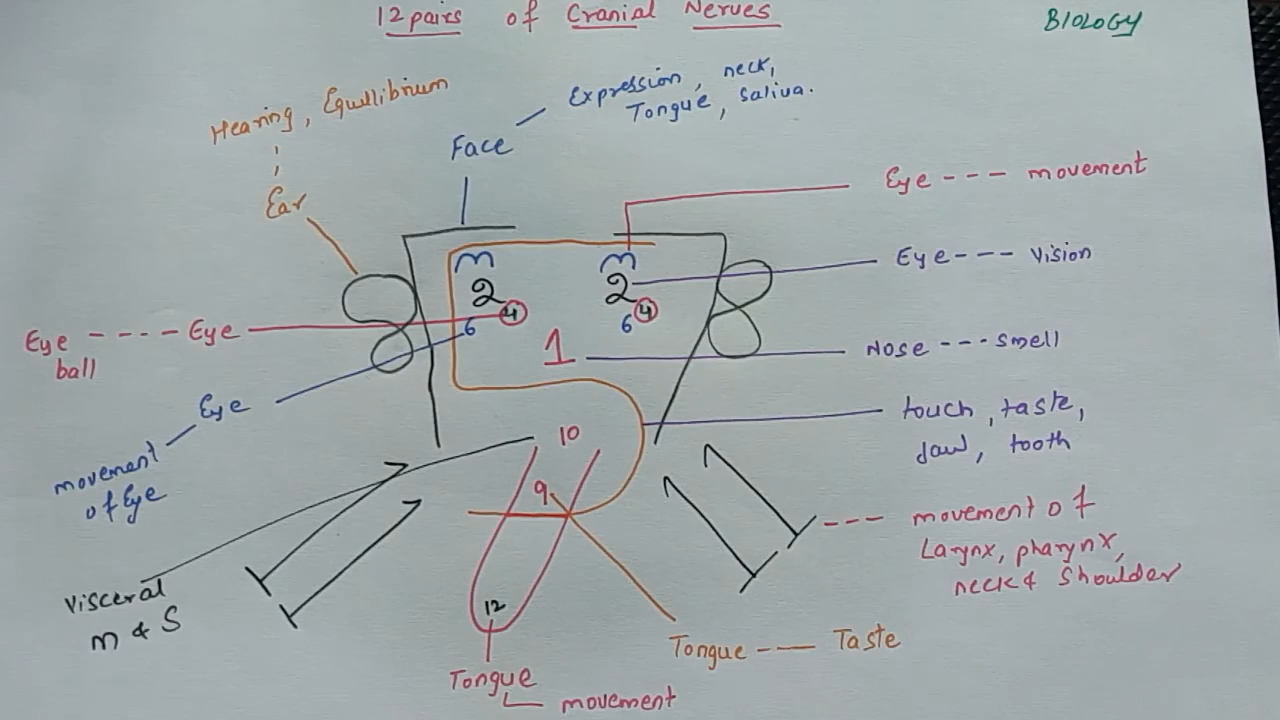 12 pairs of Cranial Nerves
BIOLOGY
Hearing, Equilibrium
Expression, neck,
Tongue, saliva.
Face
Ear
Eye --- movement
Eye --- vision
2 4 6
2 4 6
1
Eye ---- Eye
ball
Nose --- smell
Eye
touch, taste,
Jaw, tooth
movement
of Eye
10
9
12
movement of
Larynx, pharynx,
neck & shoulder
visceral
m & S
Tongue --- Taste
Tongue
movement